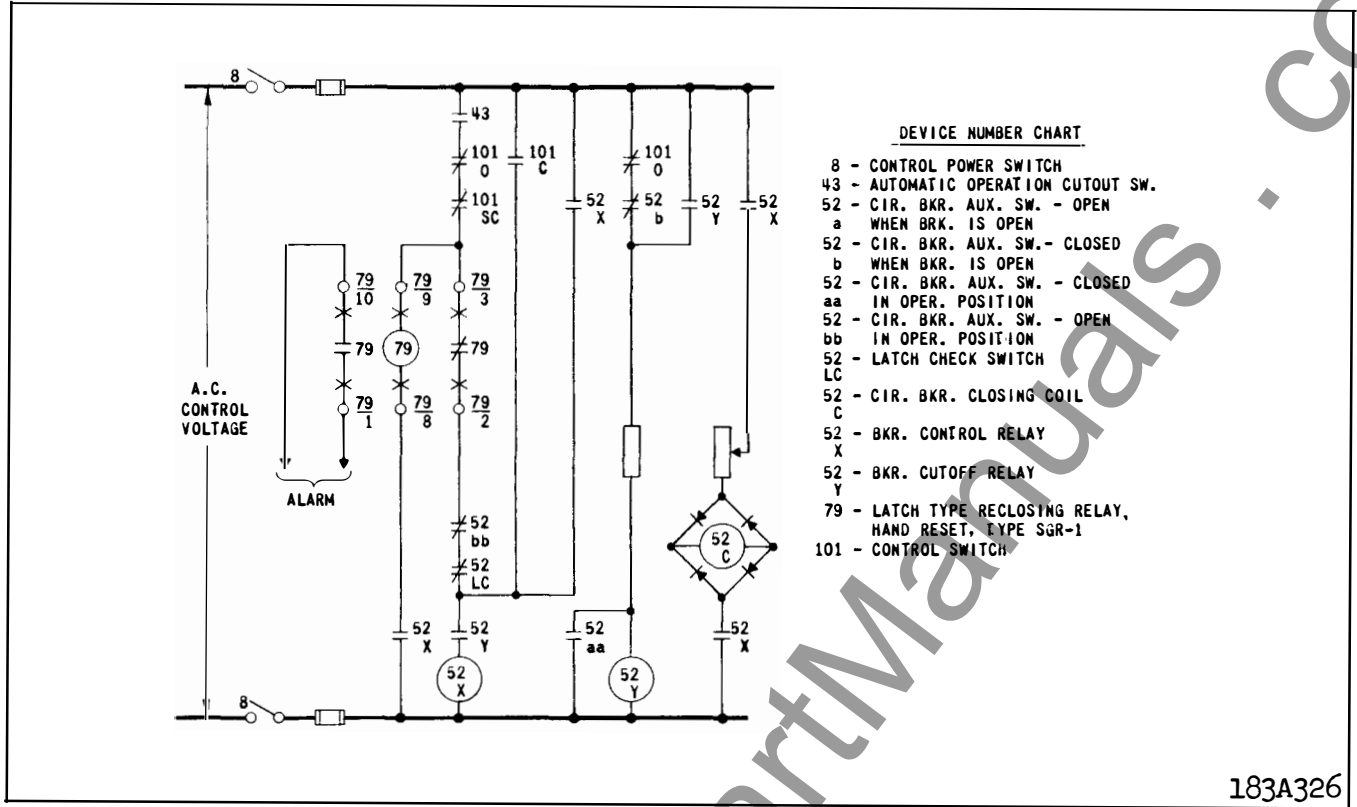 8
43
101
O
101
C
101
O
101
SC
52
X
52
b
52
Y
52
X
79
10
79
9
79
3
79
79
79
79
1
79
8
79
2
A.C.
CONTROL
VOLTAGE
ALARM
52
bb
52
LC
52
C
52
X
52
Y
52
aa
52
X
52
X
52
Y
8
DEVICE NUMBER CHART
8 - CONTROL POWER SWITCH
43 - AUTOMATIC OPERATION CUTOUT SW.
52 - CIR. BKR. AUX. SW. - OPEN
a WHEN BRK. IS OPEN
52 - CIR. BKR. AUX. SW.- CLOSED
b WHEN BKR. IS OPEN
52 - CIR. BKR. AUX. SW. - CLOSED
aa IN OPER. POSITION
52 - CIR. BKR. AUX. SW. - OPEN
bb IN OPER. POSITION
52 - LATCH CHECK SWITCH
LC
52 - CIR. BKR. CLOSING COIL
C
52 - BKR. CONTROL RELAY
X
52 - BKR. CUTOFF RELAY
Y
79 - LATCH TYPE RECLOSING RELAY,
HAND RESET, TYPE SGR-1
101 - CONTROL SWITCH
183A326